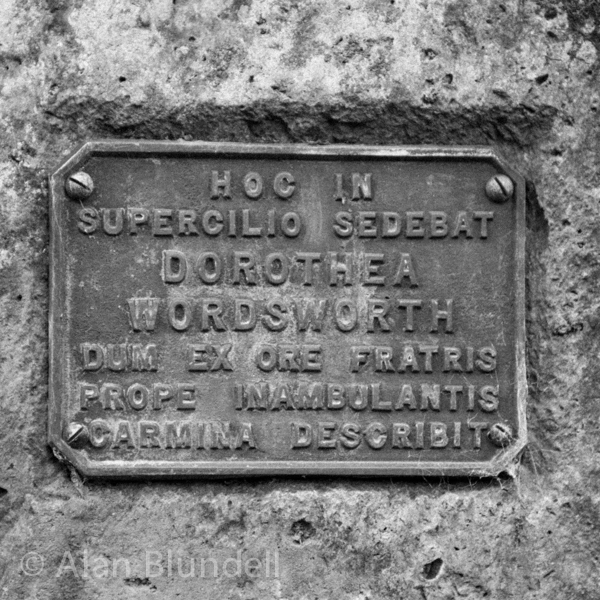 HOC IN
SUPERCILIO SEDEBAT
DOROTHEA
WORDSWORTH
DUM EX ORE FRATRIS
PROPE INAMBULANTIS
CARMINA DESCRIBIT
© Alan Blundell